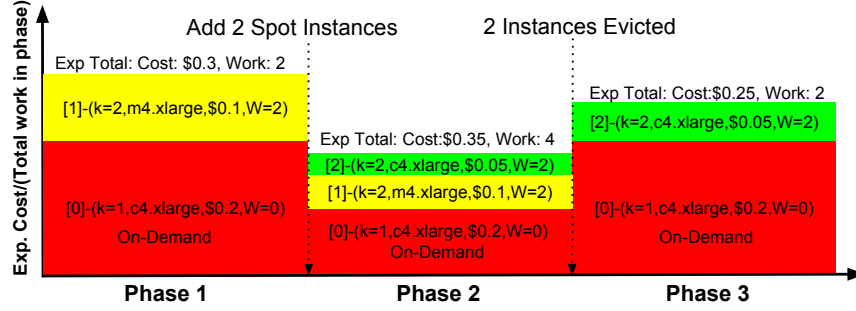 Add 2 Spot Instances
2 Instances Evicted
Exp. Cost/(Total work in phase)
Exp Total: Cost: $0.3, Work: 2
[1]-(k=2,m4.xlarge,$0.1,W=2)
[0]-(k=1,c4.xlarge,$0.2,W=0)
On-Demand
Exp Total: Cost:$0.35, Work: 4
[2]-(k=2,c4.xlarge,$0.05,W=2)
[1]-(k=2,m4.xlarge,$0.1,W=2)
[0]-(k=1,c4.xlarge,$0.2,W=0)
On-Demand
Exp Total: Cost:$0.25, Work: 2
[2]-(k=2,c4.xlarge,$0.05,W=2)
[0]-(k=1,c4.xlarge,$0.2,W=0)
On-Demand
Phase 1
Phase 2
Phase 3